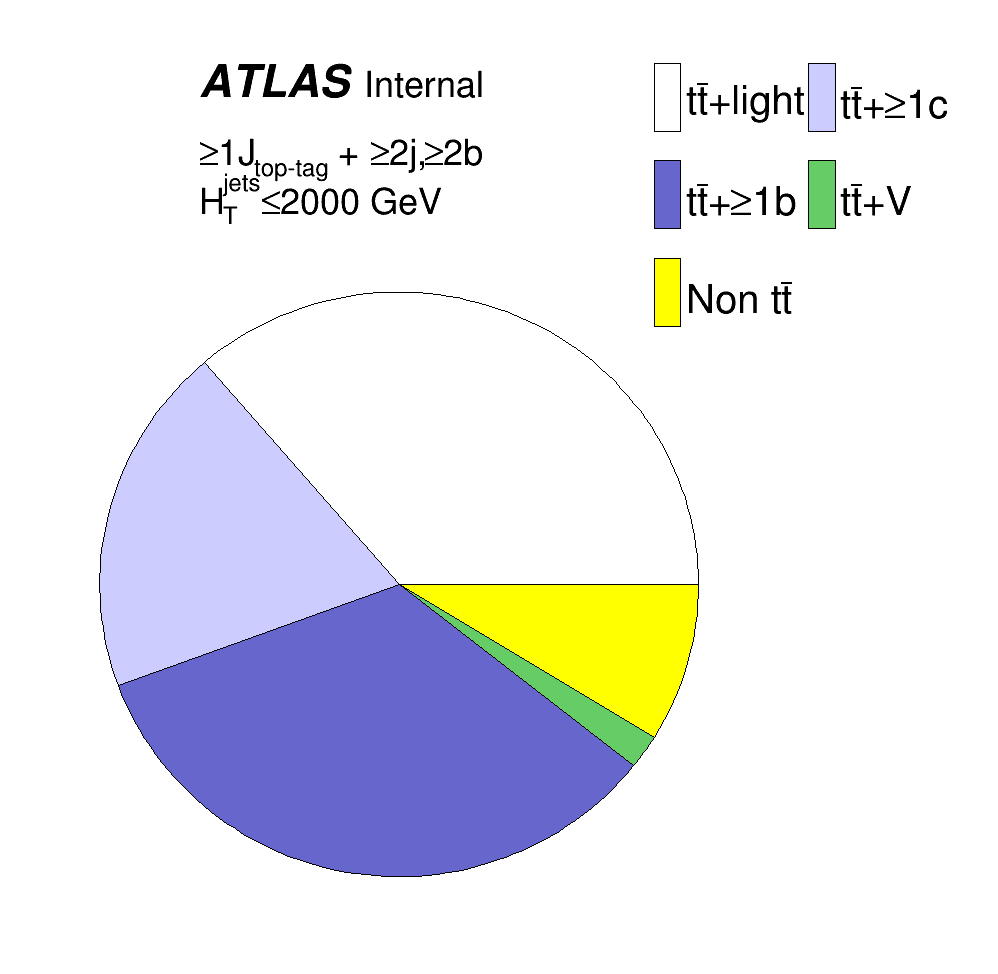 ATLAS Internal
≥1J_top-tag + ≥2j,≥2b
H_T^jets ≤2000 GeV
tt̄+light tt̄+≥1c
tt̄+≥1b tt̄+V
Non tt̄